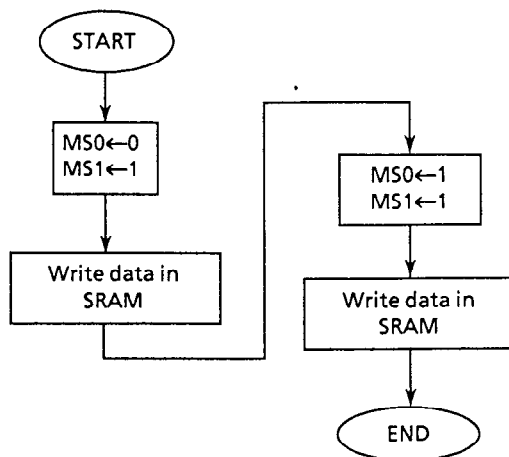 START
MS0←0
MS1←1
Write data in
SRAM
MS0←1
MS1←1
Write data in
SRAM
END